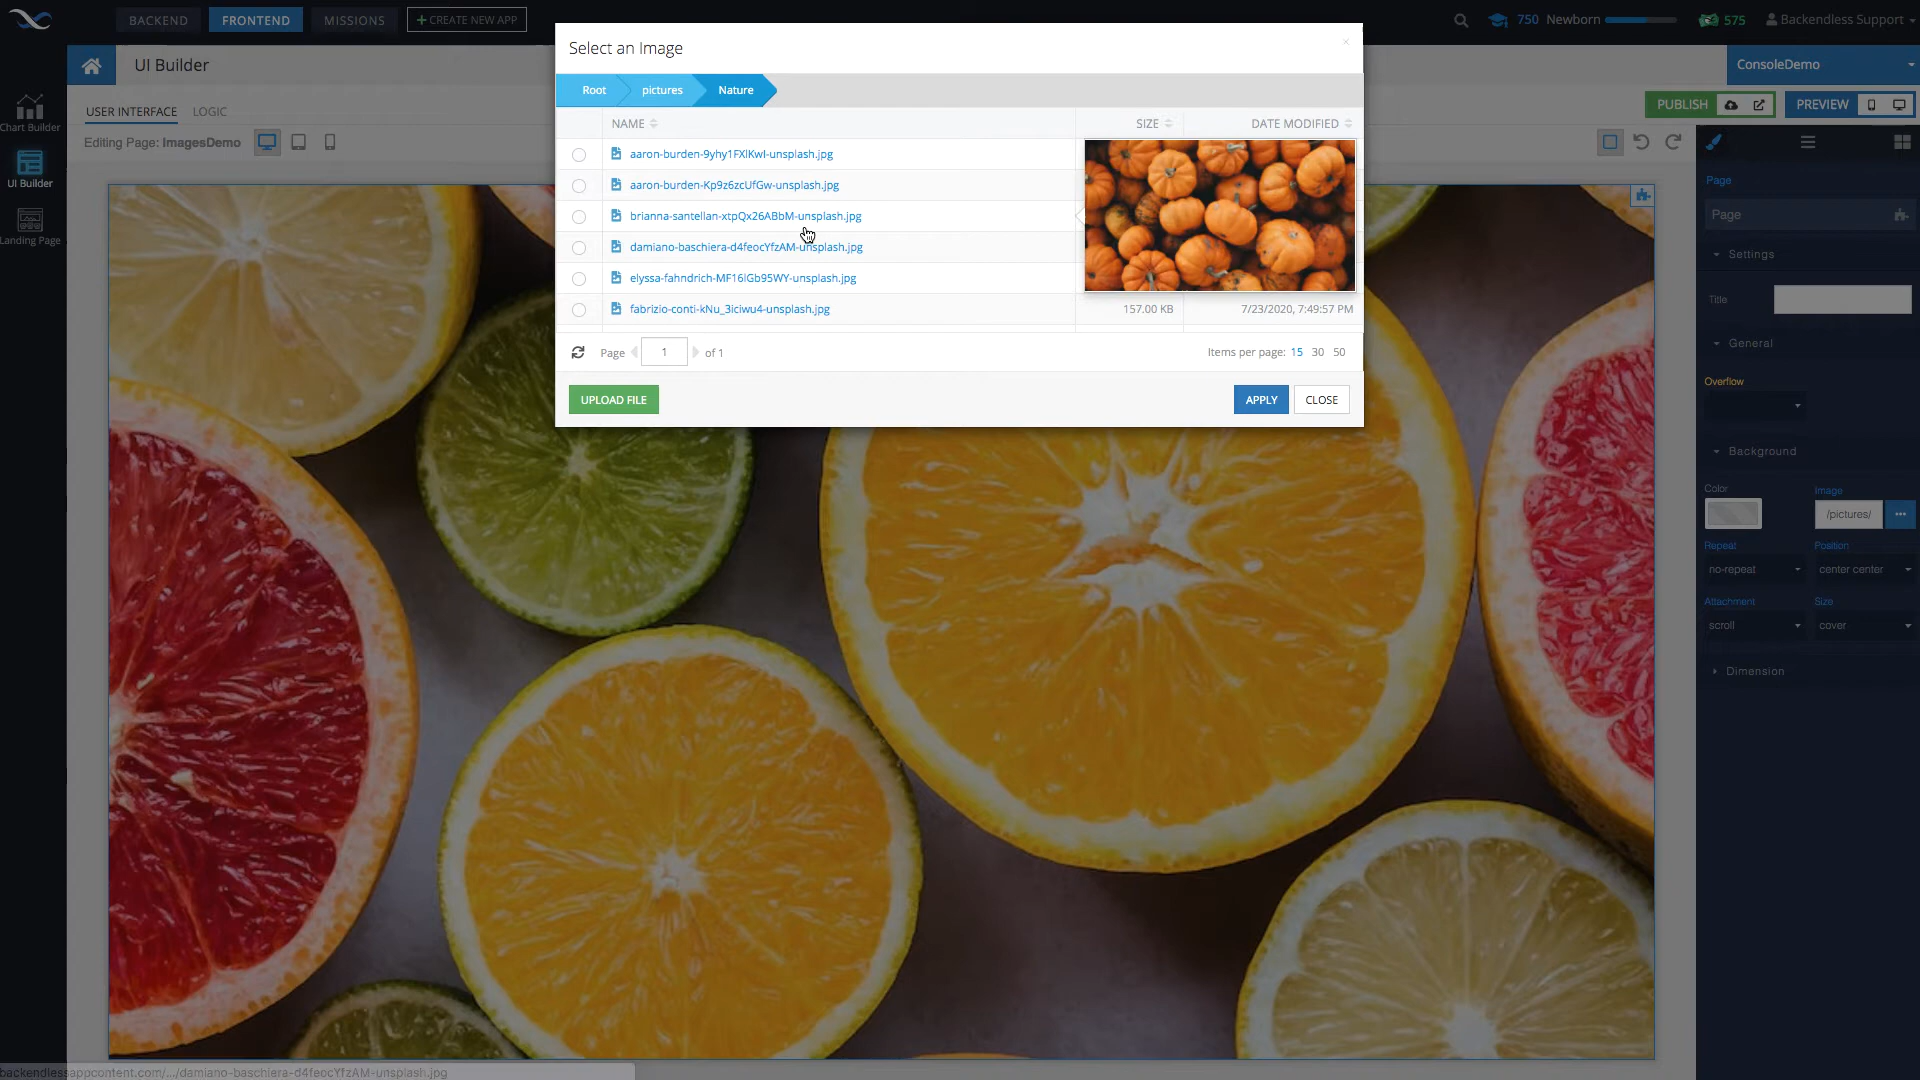 BACKEND
FRONTEND
MISSIONS
+ CREATE NEW APP
750 Newborn
575
Backendless Support
UI Builder
ConsoleDemo
Chart Builder
UI Builder
Landing Page
USER INTERFACE
LOGIC
PUBLISH
PREVIEW
Editing Page: ImagesDemo
Select an Image
×
Root
pictures
Nature
NAME
SIZE
DATE MODIFIED
aaron-burden-9yhy1FXlKwI-unsplash.jpg
aaron-burden-Kp9z6zcUfGw-unsplash.jpg
brianna-santellan-xtpQx26ABbM-unsplash.jpg
damiano-baschiera-d4feocYfzAM-unsplash.jpg
elyssa-fahndrich-MF16lGb95WY-unsplash.jpg
fabrizio-conti-kNu_3iciwu4-unsplash.jpg
157.00 KB
7/23/2020, 7:49:57 PM
Page
1
of 1
Items per page: 15 30 50
UPLOAD FILE
APPLY
CLOSE
Page
Page
Settings
Title
General
Overflow
Background
Color
Image
/pictures/
Repeat
Position
no-repeat
center center
Attachment
Size
scroll
cover
Dimension
backendlessappcontent.com/.../damiano-baschiera-d4feocYfzAM-unsplash.jpg